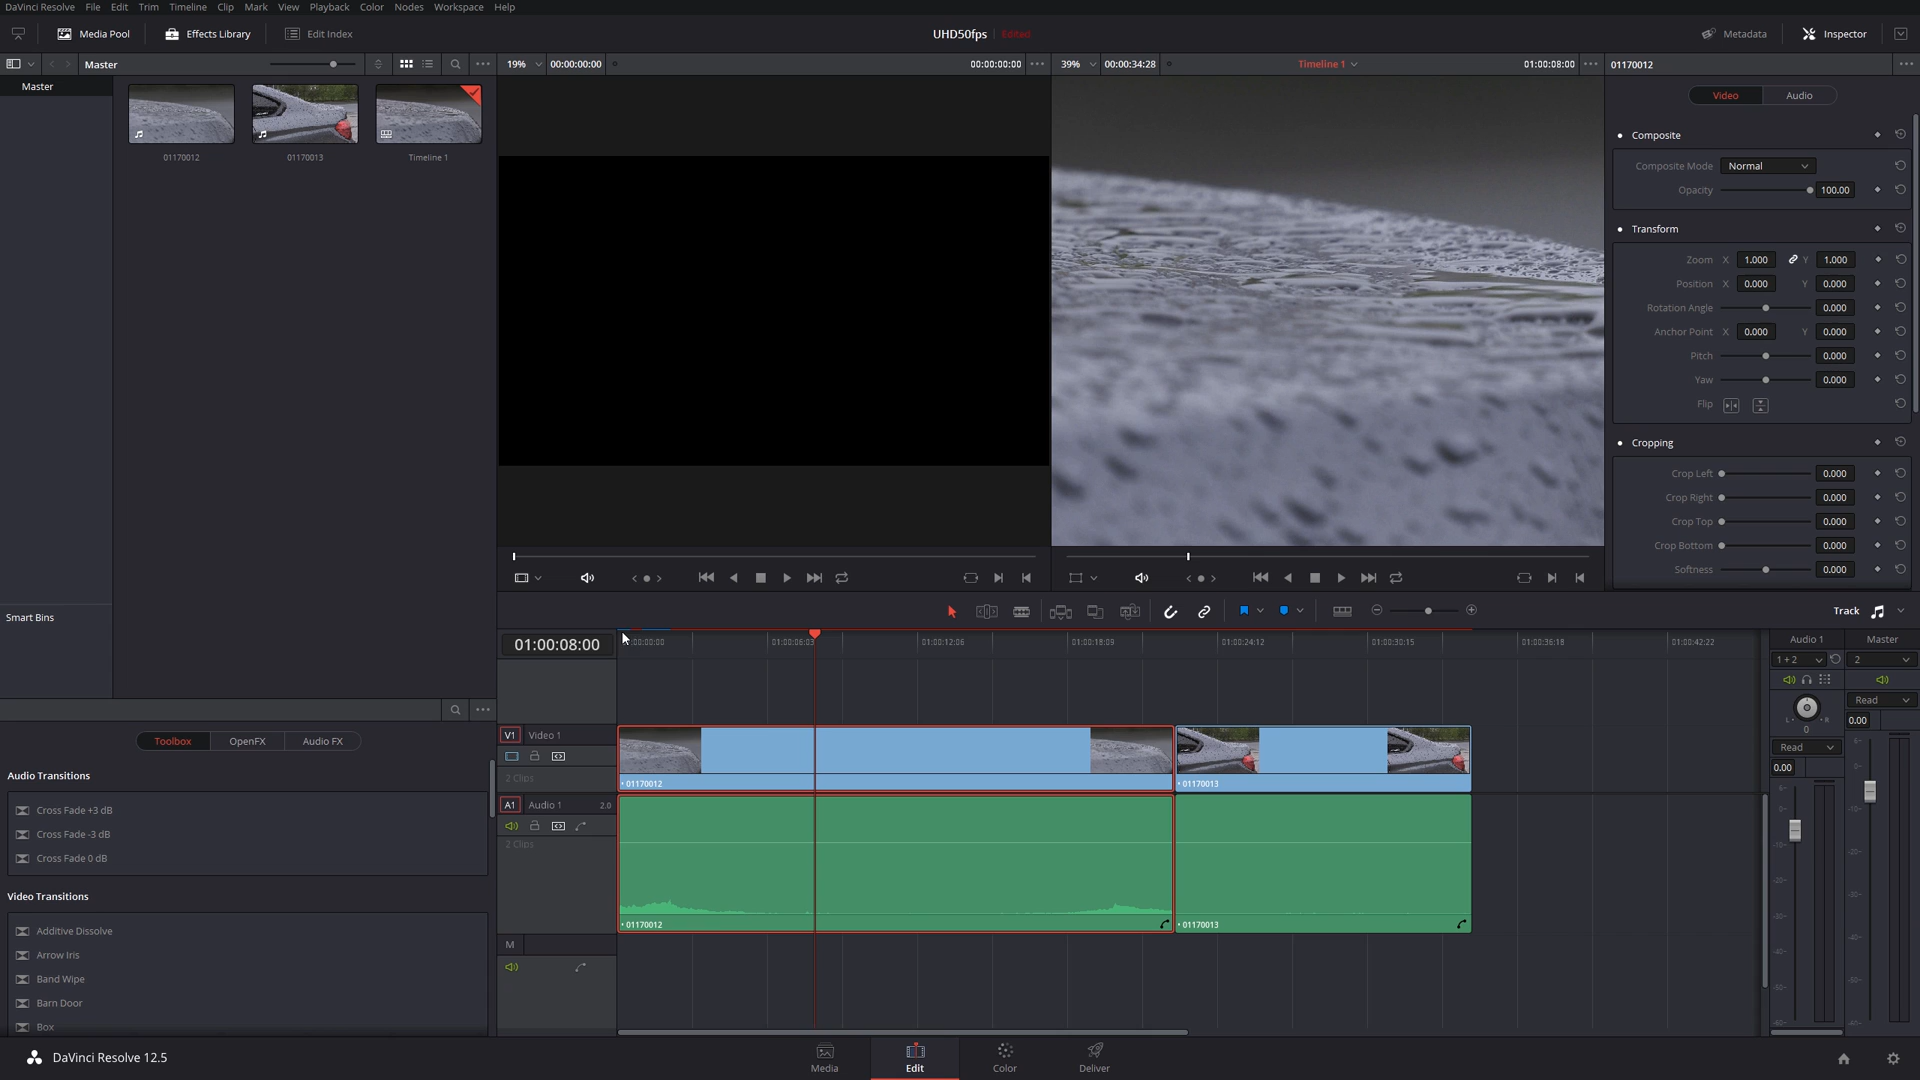 DaVinci Resolve File Edit Trim Timeline Clip Mark View Playback Color Nodes Workspace Help
Media Pool Effects Library Edit Index UHD50fps Edited Metadata Inspector
Master 19% 00:00:00:00 00:00:00:00 39% 00:00:34:28 Timeline 1 01:00:08:00 01170012
Master
01170012 01170013 Timeline 1
Video Audio
Composite
Composite Mode Normal
Opacity 100.00
Transform
Zoom X 1.000 Y 1.000
Position X 0.000 Y 0.000
Rotation Angle 0.000
Anchor Point X 0.000 Y 0.000
Pitch 0.000
Yaw 0.000
Flip
Cropping
Crop Left 0.000
Crop Right 0.000
Crop Top 0.000
Crop Bottom 0.000
Softness 0.000
Smart Bins
Track
01:00:08:00 :00:00:00 01:00:06:03 01:00:12:06 01:00:18:09 01:00:24:12 01:00:30:15 01:00:36:18 01:00:42:22
Audio 1 Master
1 + 2 2
Read
0.00
L R
0
Read
0.00
V1 Video 1
2 Clips
01170012 01170013
A1 Audio 1 2.0
2 Clips
01170012 01170013
M
Toolbox OpenFX Audio FX
Audio Transitions
Cross Fade +3 dB
Cross Fade -3 dB
Cross Fade 0 dB
Video Transitions
Additive Dissolve
Arrow Iris
Band Wipe
Barn Door
Box
DaVinci Resolve 12.5
Media Edit Color Deliver